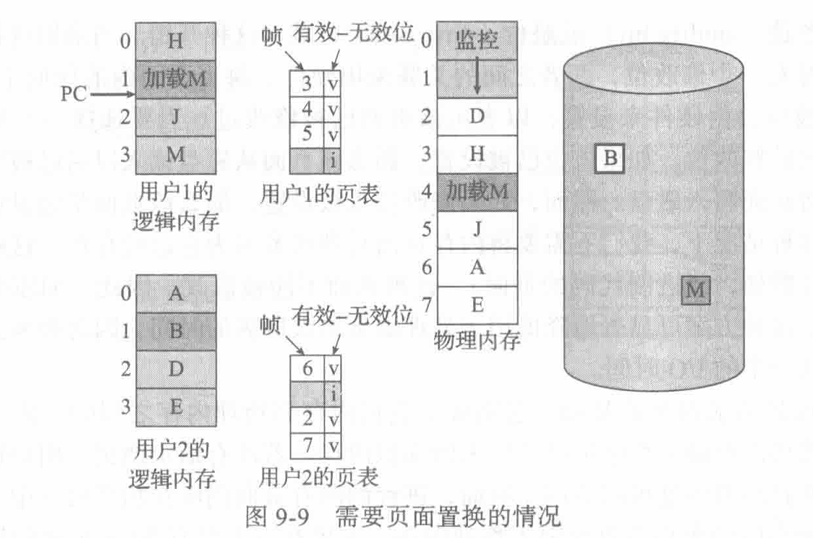 0 H
1 加载M
PC
2 J
3 M
用户1的
逻辑内存
帧 有效–无效位
3 v
4 v
5 v
i
用户1的页表
0 监控
1
2 D
3 H
4 加载M
5 J
6 A
7 E
物理内存
B
M
0 A
B
2 D
3 E
用户2的
逻辑内存
帧 有效–无效位
6 v
i
2 v
7 v
用户2的页表
图 9-9 需要页面置换的情况